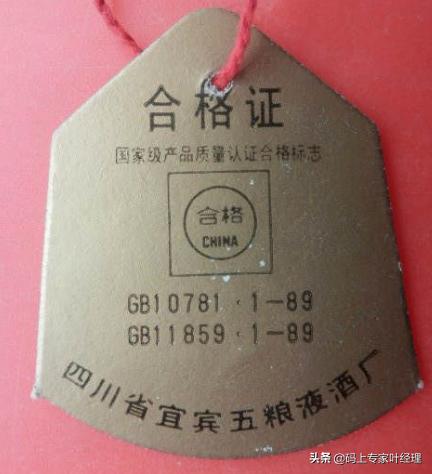 合格证
国家级产品质量认证合格标志
合格
CHINA
GB10781·1-89
GB11859·1-89
四川省宜宾五粮液酒厂
头条 @码上专家叶经理